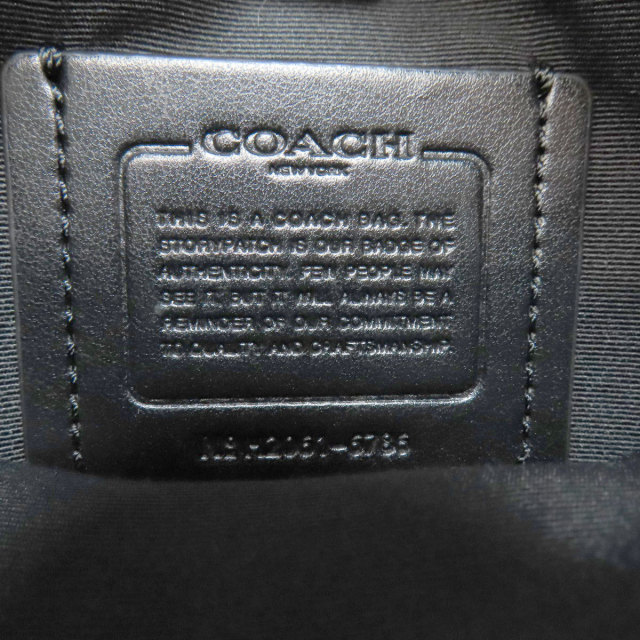 COACH
NEW YORK
THIS IS A COACH BAG. THE
STORYPATCH IS OUR BADGE OF
AUTHENTICITY. FEW PEOPLE MAY
SEE IT, BUT IT WILL ALWAYS BE A
REMINDER OF OUR COMMITMENT
TO QUALITY AND CRAFTSMANSHIP.